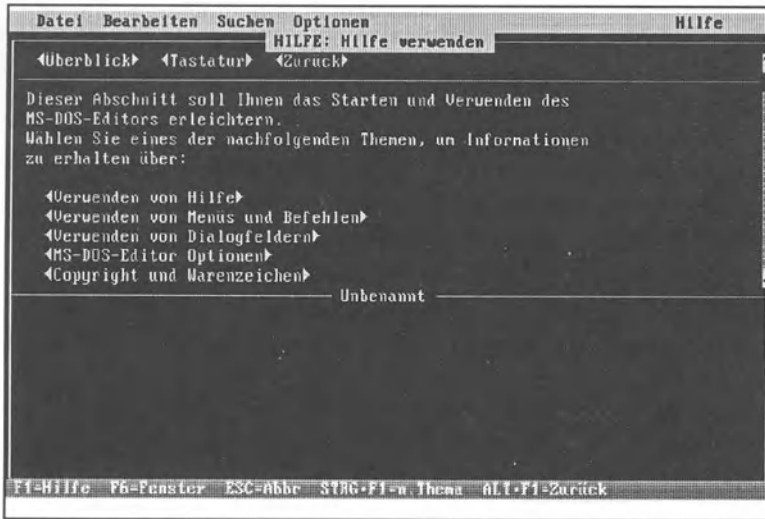 Datei Bearbeiten Suchen Optionen Hilfe
HILFE: Hilfe verwenden
◄Überblick► ◄Tastatur► ◄Zurück►
Dieser Abschnitt soll Ihnen das Starten und Verwenden des
MS-DOS-Editors erleichtern.
Wählen Sie eines der nachfolgenden Themen, um Informationen
zu erhalten über:
◄Verwenden von Hilfe►
◄Verwenden von Menüs und Befehlen►
◄Verwenden von Dialogfeldern►
◄MS-DOS-Editor Optionen►
◄Copyright und Warenzeichen►
Unbenannt
F1=Hilfe F6=Fenster ESC=Abbr STRG+F1=n.Thema ALT+F1=Zurück